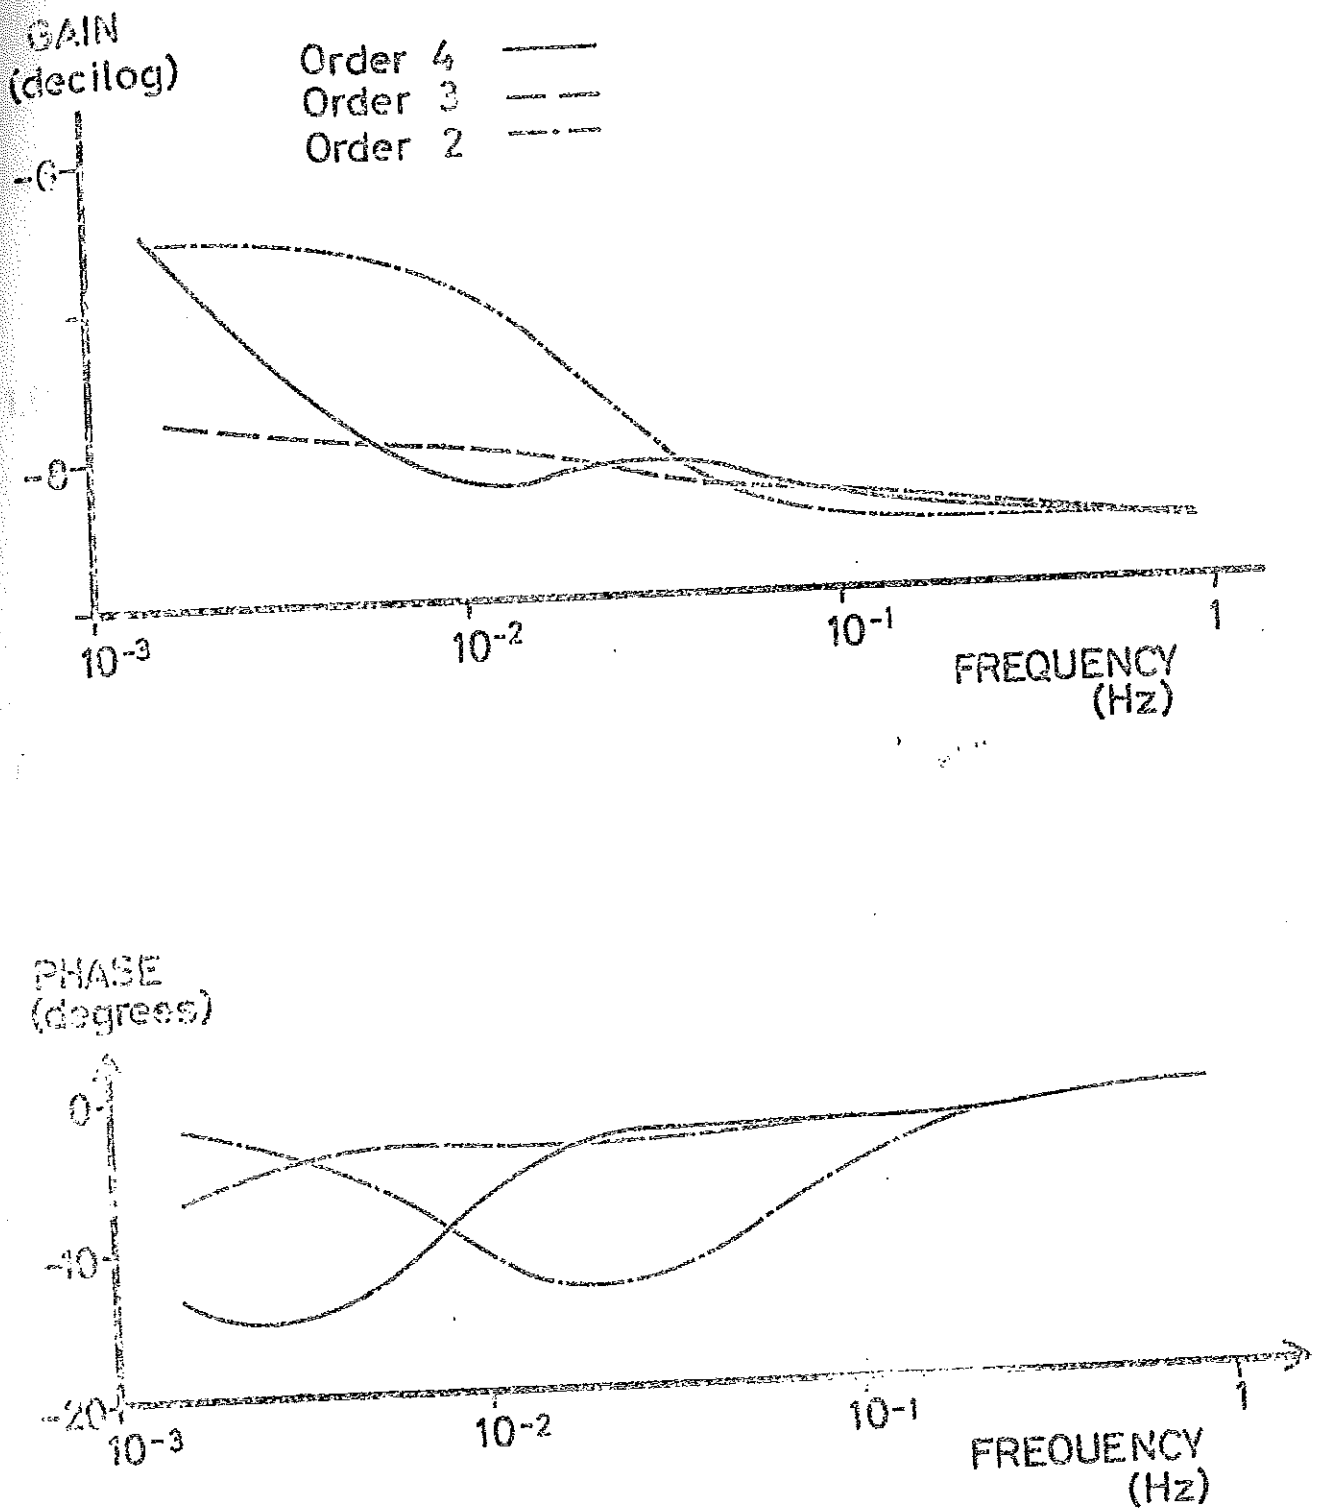 GAIN
(decilog)
Order 4
Order 3
Order 2
-6
-8
10-3
10-2
10-1
1
FREQUENCY
(Hz)
PHASE
(degrees)
0
-10
-20
10-3
10-2
10-1
1
FREQUENCY
(Hz)